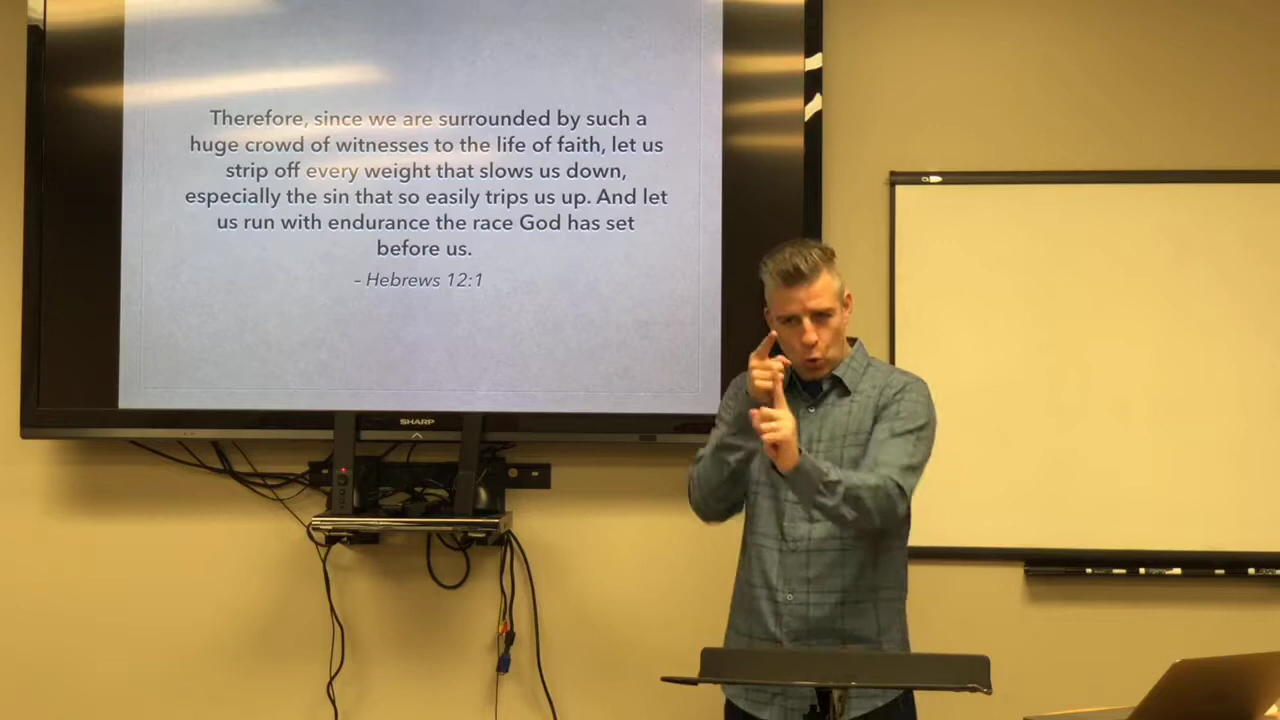 Therefore, since we are surrounded by such a
huge crowd of witnesses to the life of faith, let us
strip off every weight that slows us down,
especially the sin that so easily trips us up. And let
us run with endurance the race God has set
before us.
– Hebrews 12:1
SHARP